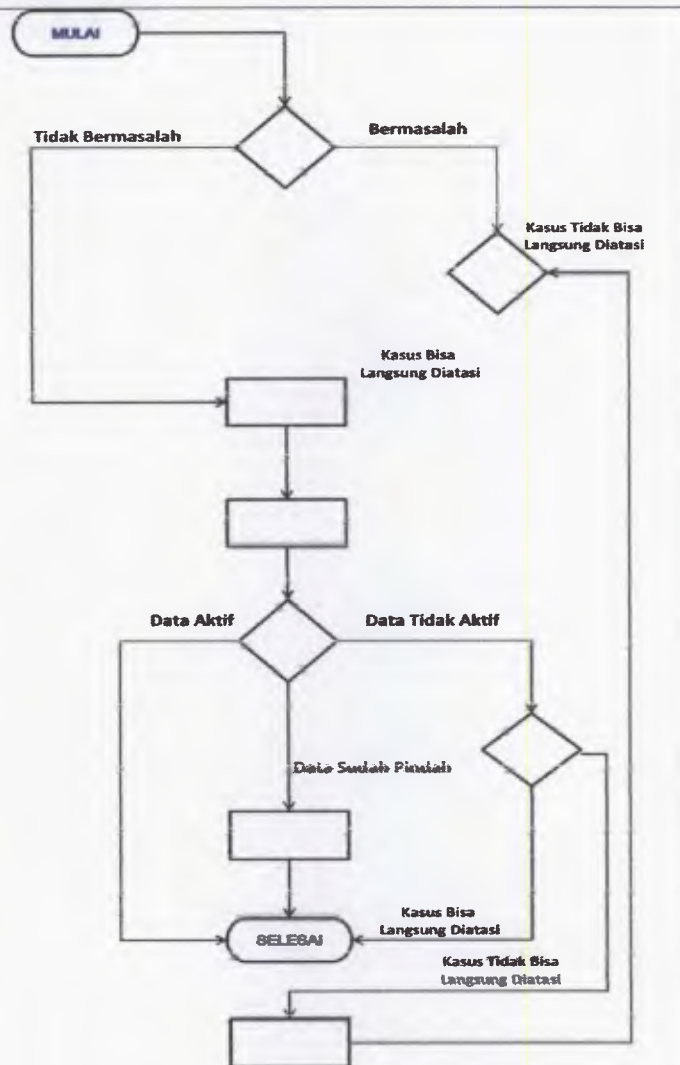 MULAI
Tidak Bermasalah
Bermasalah
Kasus Tidak Bisa
Langsung Diatasi
Kasus Bisa
Langsung Diatasi
Data Aktif
Data Tidak Aktif
Data Sudah Pindah
Kasus Bisa
Langsung Diatasi
SELESAI
Kasus Tidak Bisa
Langsung Diatasi